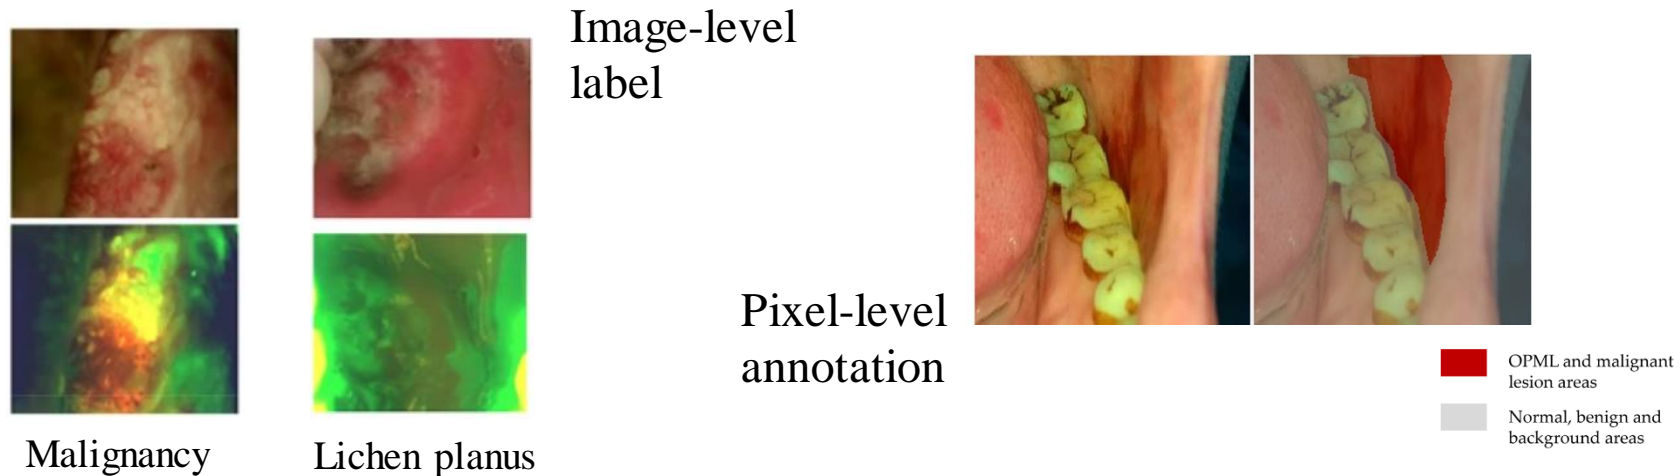 Image-level
label
Pixel-level
annotation
OPML and malignant
lesion areas
Normal, benign and
background areas
Malignancy
Lichen planus